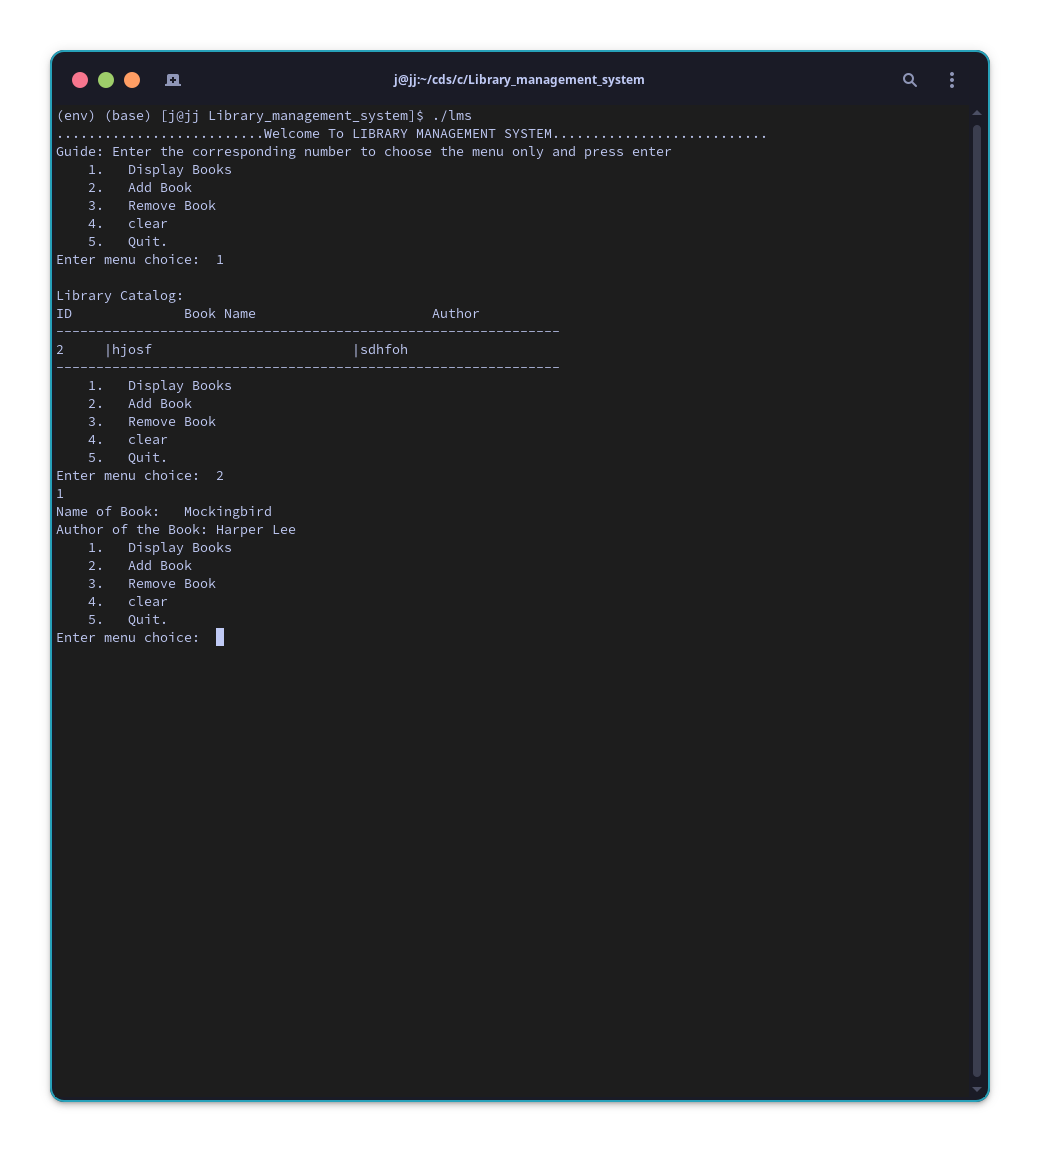 j@jj:~/cds/c/Library_management_system
(env) (base) [j@jj Library_management_system]$ ./lms
..........................Welcome To LIBRARY MANAGEMENT SYSTEM...........................
Guide: Enter the corresponding number to choose the menu only and press enter
    1.   Display Books
    2.   Add Book
    3.   Remove Book
    4.   clear
    5.   Quit.
Enter menu choice:  1

Library Catalog:
ID              Book Name                      Author
---------------------------------------------------------------
2     |hjosf                         |sdhfoh
---------------------------------------------------------------
    1.   Display Books
    2.   Add Book
    3.   Remove Book
    4.   clear
    5.   Quit.
Enter menu choice:  2
1
Name of Book:   Mockingbird
Author of the Book: Harper Lee
    1.   Display Books
    2.   Add Book
    3.   Remove Book
    4.   clear
    5.   Quit.
Enter menu choice: